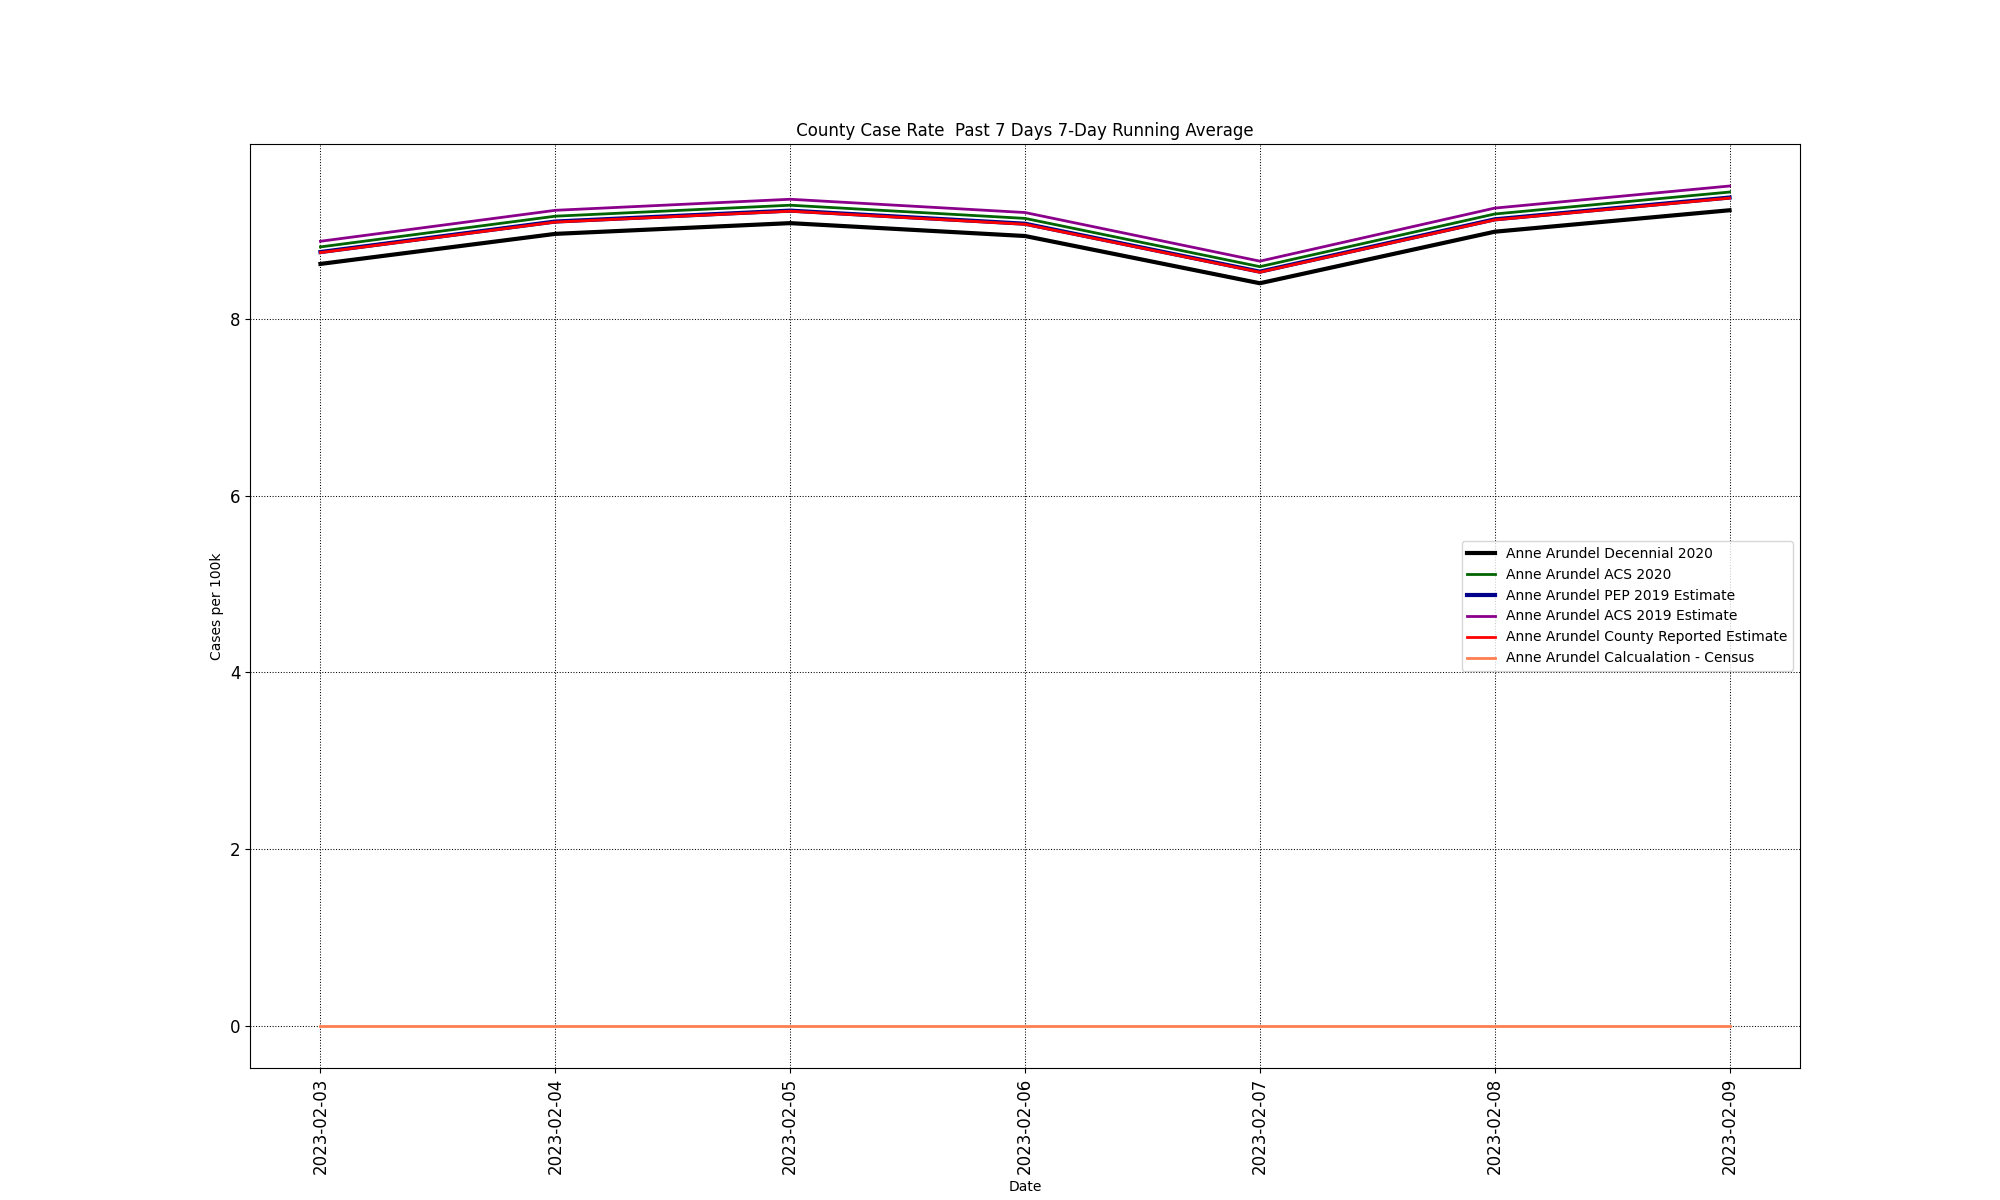 County Case Rate  Past 7 Days 7-Day Running Average
Cases per 100k
8
6
4
2
0
Anne Arundel Decennial 2020
Anne Arundel ACS 2020
Anne Arundel PEP 2019 Estimate
Anne Arundel ACS 2019 Estimate
Anne Arundel County Reported Estimate
Anne Arundel Calcualation - Census
2023-02-03
2023-02-04
2023-02-05
2023-02-06
2023-02-07
2023-02-08
2023-02-09
Date